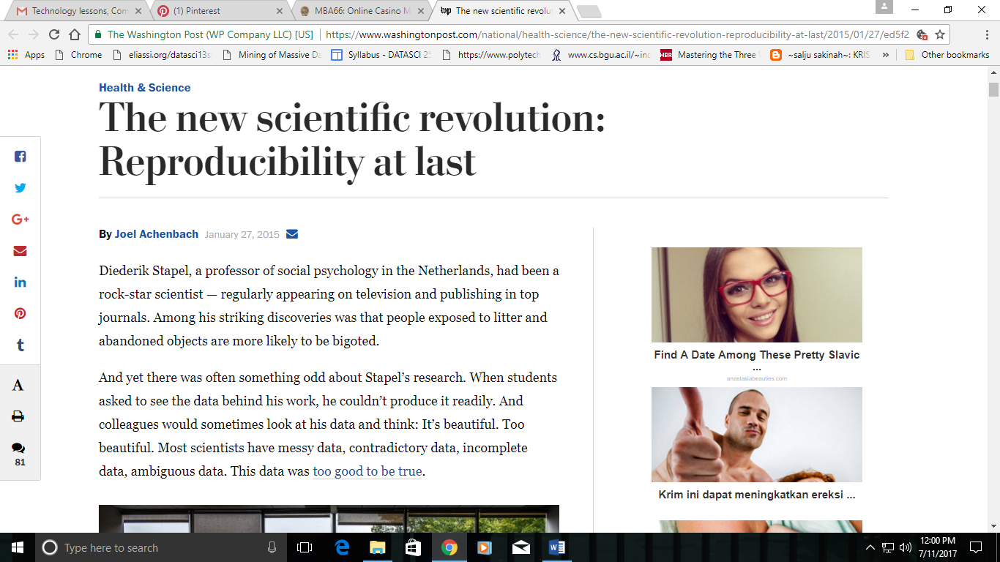 Technology lessons, Com
(1) Pinterest
MBA66: Online Casino M
wp The new scientific revolut
The Washington Post (WP Company LLC) [US] https://www.washingtonpost.com/national/health-science/the-new-scientific-revolution-reproducibility-at-last/2015/01/27/ed5f2
Apps Chrome eliassi.org/datasci13s Mining of Massive Da Syllabus - DATASCI 25 https://www.polytech www.cs.bgu.ac.il/~inc HBR Mastering the Three ~salju sakinah~: KRIS » Other bookmarks
Health & Science
The new scientific revolution:
Reproducibility at last
By Joel Achenbach January 27, 2015
Diederik Stapel, a professor of social psychology in the Netherlands, had been a
rock-star scientist — regularly appearing on television and publishing in top
journals. Among his striking discoveries was that people exposed to litter and
abandoned objects are more likely to be bigoted.
And yet there was often something odd about Stapel’s research. When students
asked to see the data behind his work, he couldn’t produce it readily. And
colleagues would sometimes look at his data and think: It’s beautiful. Too
beautiful. Most scientists have messy data, contradictory data, incomplete
data, ambiguous data. This data was too good to be true.
G+
in
t
A
81
Find A Date Among These Pretty Slavic
...
anastasiabeauties.com
Krim ini dapat meningkatkan ereksi ...
Type here to search
12:00 PM
7/11/2017